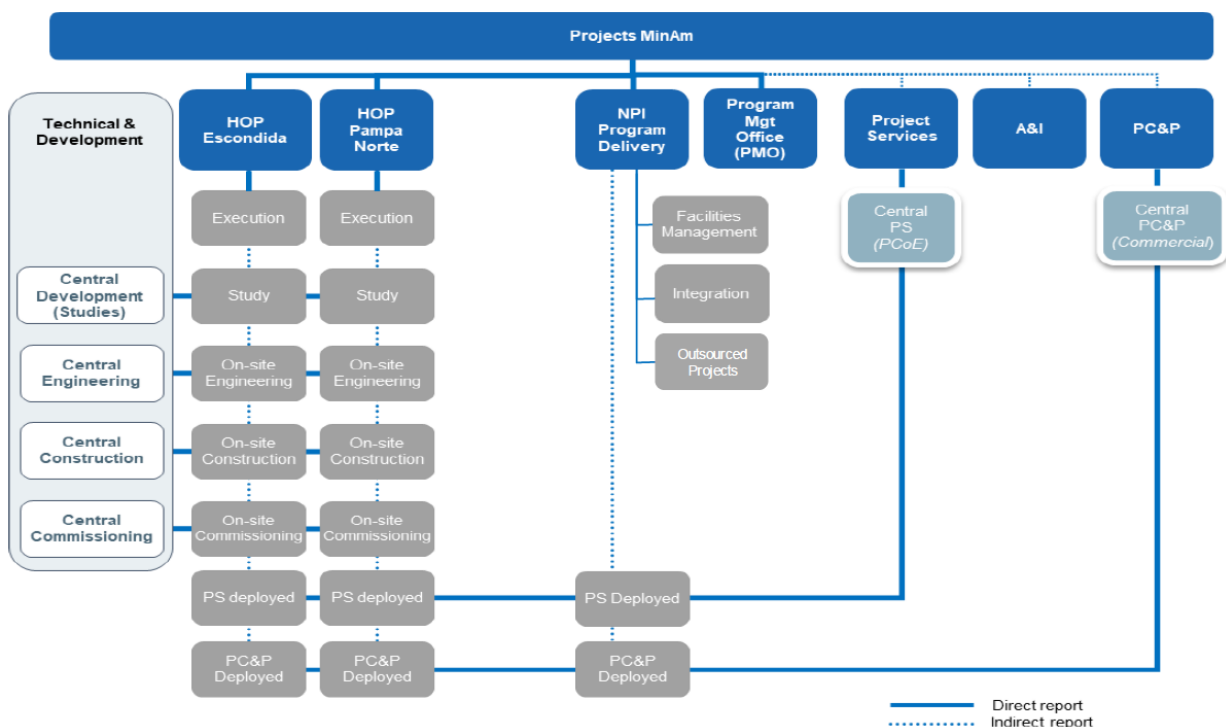 Projects MinAm
Technical &
Development
HOP
Escondida
HOP
Pampa
Norte
NPI
Program
Delivery
Program
Mgt
Office
(PMO)
Project
Services
A&I
PC&P
Execution
Execution
Facilities
Management
Central
PS
(PCoE)
Central
PC&P
(Commercial)
Central
Development
(Studies)
Study
Study
Integration
Central
Engineering
On-site
Engineering
On-site
Engineering
Outsourced
Projects
Central
Construction
On-site
Construction
On-site
Construction
Central
Commissioning
On-site
Commissioning
On-site
Commissioning
PS deployed
PS deployed
PS Deployed
PC&P
Deployed
PC&P
Deployed
PC&P
Deployed
Direct report
Indirect report